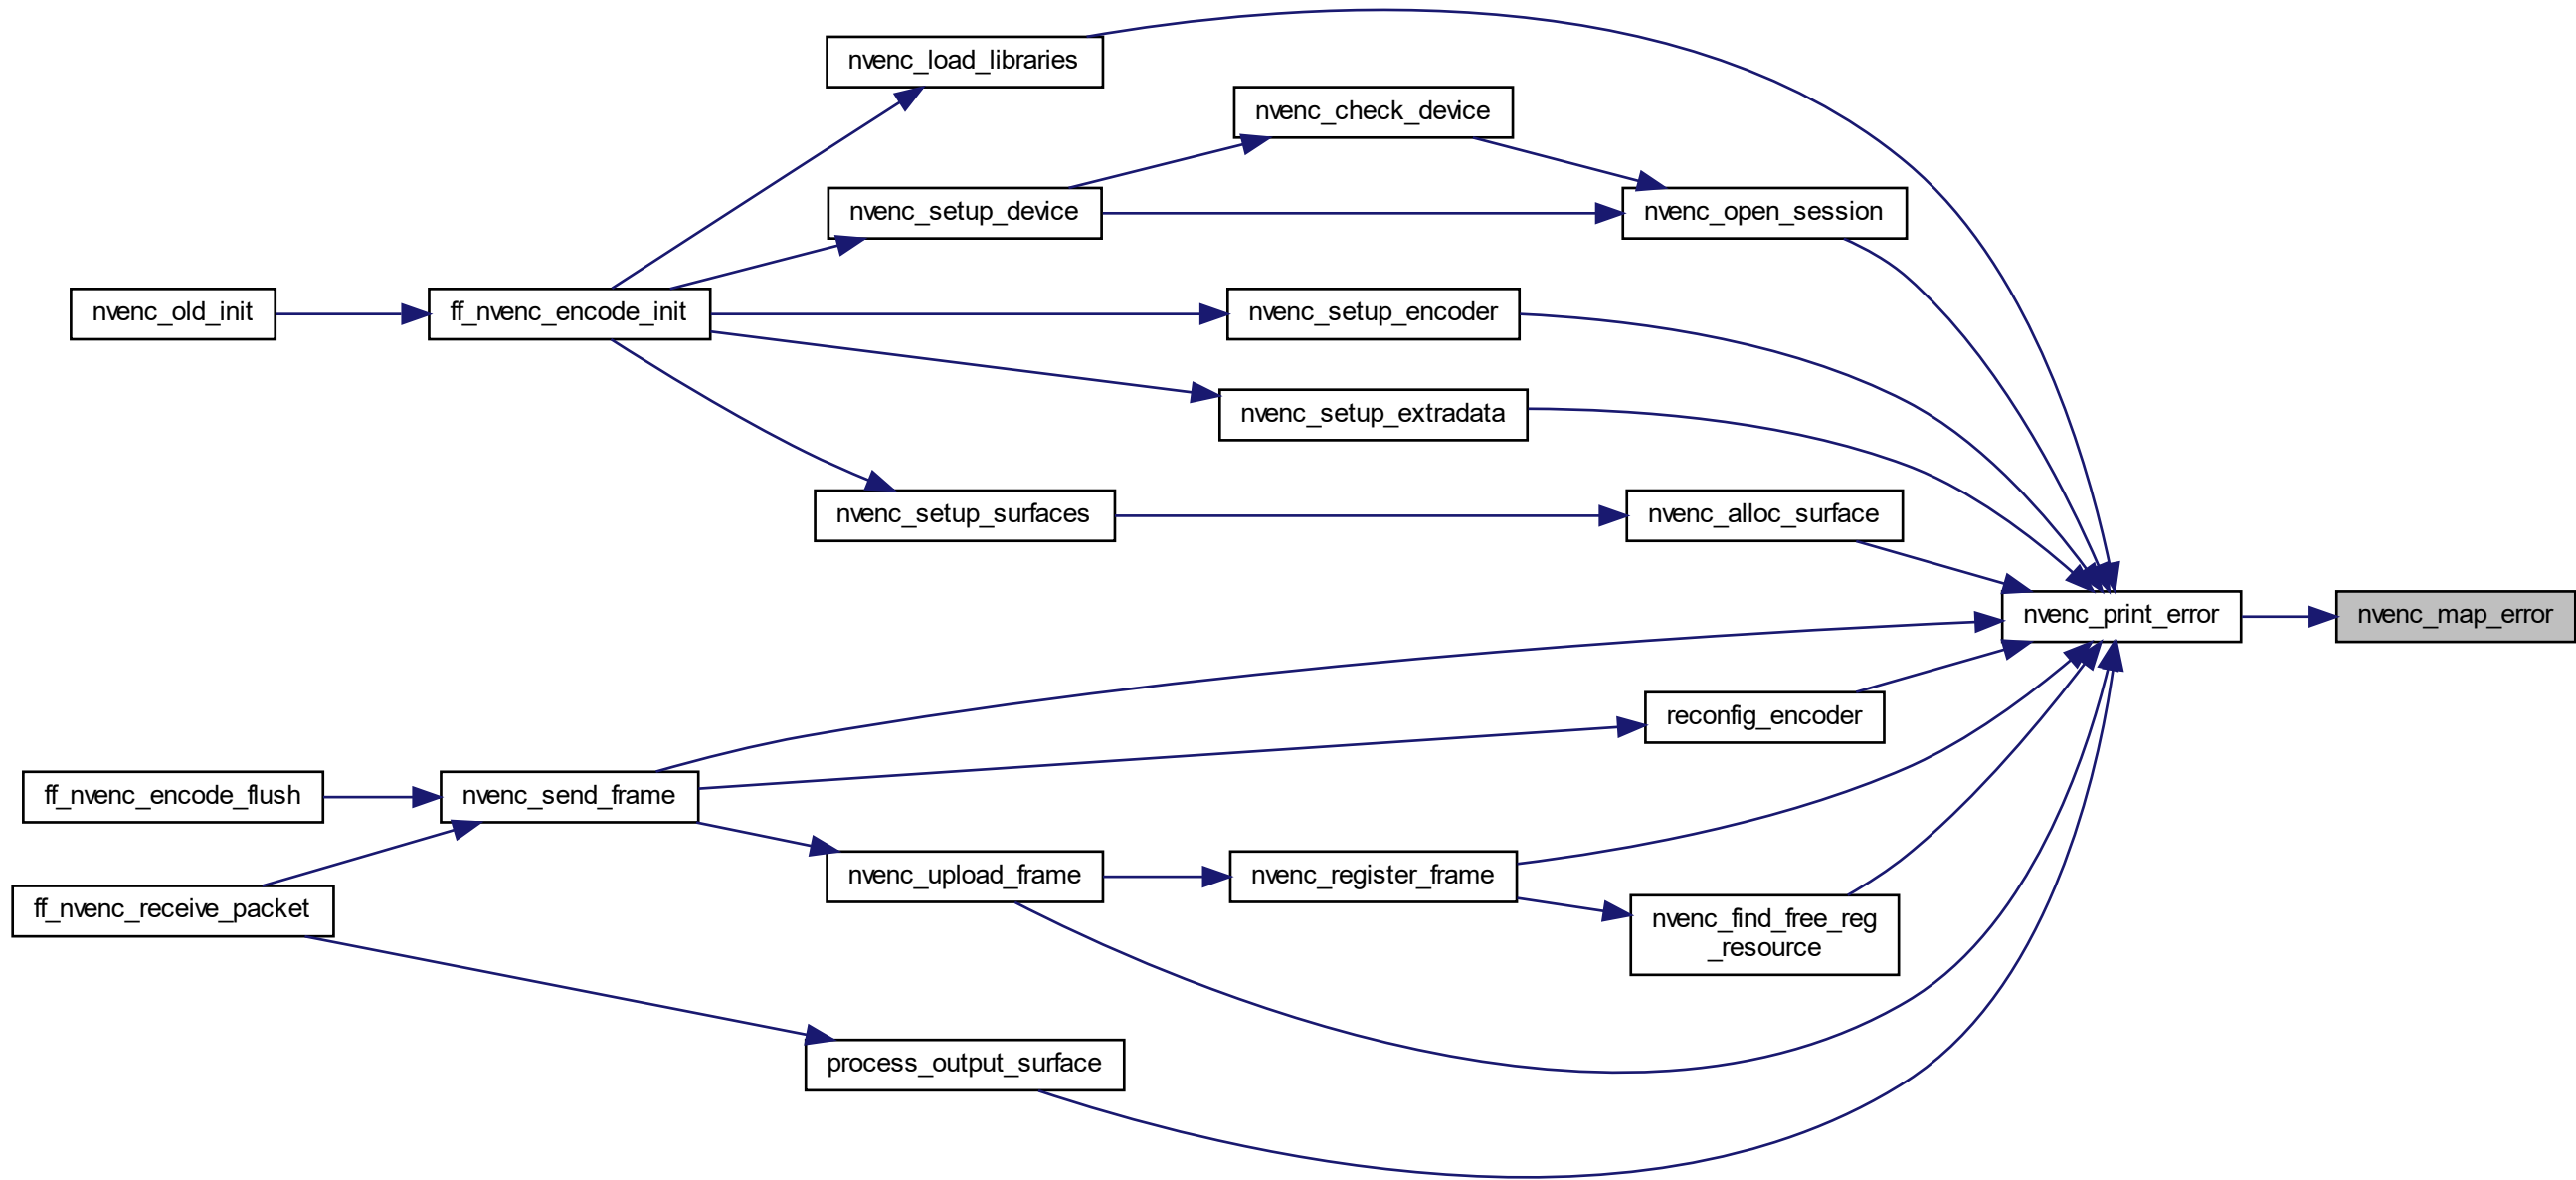 nvenc_load_libraries
nvenc_check_device
nvenc_setup_device
nvenc_open_session
nvenc_old_init
ff_nvenc_encode_init
nvenc_setup_encoder
nvenc_setup_extradata
nvenc_setup_surfaces
nvenc_alloc_surface
nvenc_print_error
nvenc_map_error
reconfig_encoder
ff_nvenc_encode_flush
nvenc_send_frame
nvenc_upload_frame
nvenc_register_frame
ff_nvenc_receive_packet
nvenc_find_free_reg
_resource
process_output_surface